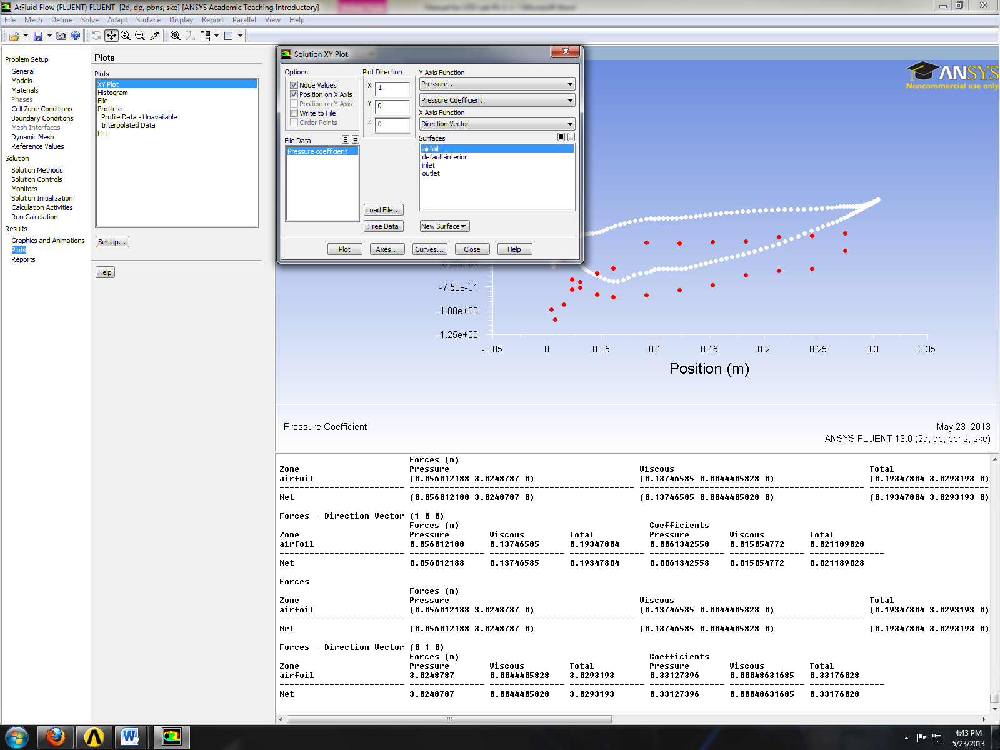 A:Fluid Flow (FLUENT) FLUENT [2d, dp, pbns, ske] [ANSYS Academic Teaching Introductory]
File Mesh Define Solve Adapt Surface Display Report Parallel View Help
Problem Setup
General
Models
Materials
Phases
Cell Zone Conditions
Boundary Conditions
Mesh Interfaces
Dynamic Mesh
Reference Values
Solution
Solution Methods
Solution Controls
Monitors
Solution Initialization
Calculation Activities
Run Calculation
Results
Graphics and Animations
Plots
Reports
Plots
Plots
XY Plot
Histogram
File
Profiles:
Profile Data - Unavailable
Interpolated Data
FFT
Set Up...
Help
Solution XY Plot
Options
Node Values
Position on X Axis
Position on Y Axis
Write to File
Order Points
Plot Direction
X 1
Y 0
Z 0
Y Axis Function
Pressure...
Pressure Coefficient
X Axis Function
Direction Vector
File Data
Pressure coefficient
Surfaces
airfoil
default-interior
inlet
outlet
Load File...
Free Data
New Surface
Plot Axes... Curves... Close Help
ANSYS
Noncommercial use only
-7.50e-01
-1.00e+00
-1.25e+00
-0.05 0 0.05 0.1 0.15 0.2 0.25 0.3 0.35
Position (m)
Pressure Coefficient
May 23, 2013
ANSYS FLUENT 13.0 (2d, dp, pbns, ske)
Forces (n)
Zone Pressure Viscous Total
airfoil (0.056012188 3.0248787 0) (0.13746585 0.0044405828 0) (0.19347804 3.0293193 0)
Net (0.056012188 3.0248787 0) (0.13746585 0.0044405828 0) (0.19347804 3.0293193 0)
Forces - Direction Vector (1 0 0)
Forces (n) Coefficients
Zone Pressure Viscous Total Pressure Viscous Total
airfoil 0.056012188 0.13746585 0.19347804 0.0061342558 0.015054772 0.021189028
Net 0.056012188 0.13746585 0.19347804 0.0061342558 0.015054772 0.021189028
Forces
Forces (n)
Zone Pressure Viscous Total
airfoil (0.056012188 3.0248787 0) (0.13746585 0.0044405828 0) (0.19347804 3.0293193 0)
Net (0.056012188 3.0248787 0) (0.13746585 0.0044405828 0) (0.19347804 3.0293193 0)
Forces - Direction Vector (0 1 0)
Forces (n) Coefficients
Zone Pressure Viscous Total Pressure Viscous Total
airfoil 3.0248787 0.0044405828 3.0293193 0.33127396 0.00048631685 0.33176028
Net 3.0248787 0.0044405828 3.0293193 0.33127396 0.00048631685 0.33176028
4:43 PM
5/23/2013